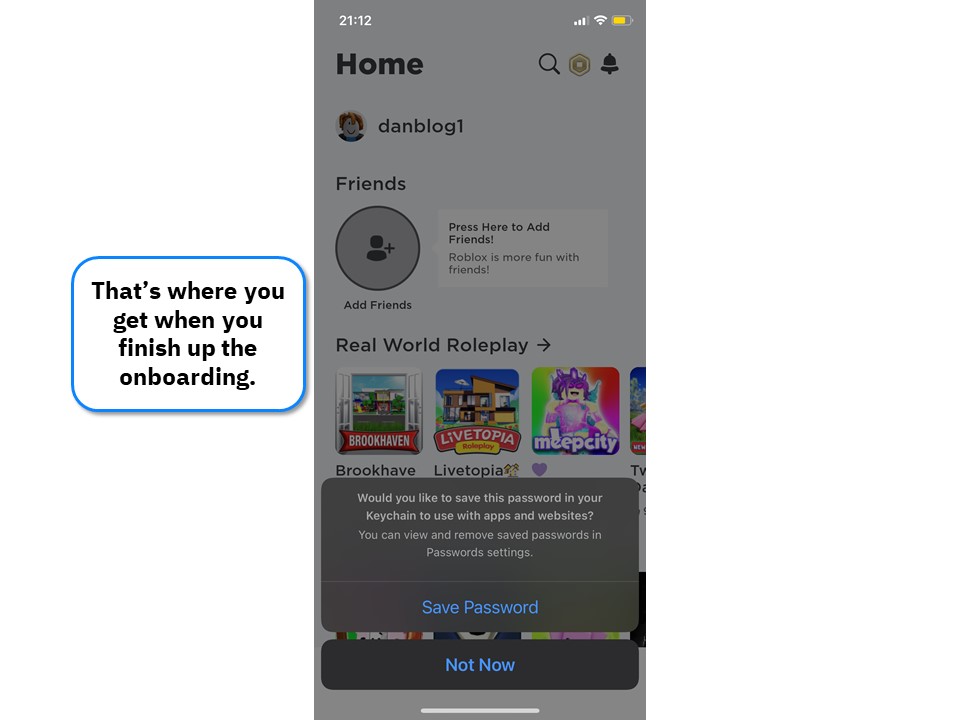 21:12
Home
danblog1
Friends
Press Here to Add
Friends!
Roblox is more fun with
friends!
Add Friends
That’s where you
get when you
finish up the
onboarding.
Real World Roleplay →
BROOKHAVEN
LIVETOPIA
Roleplay
meepcity
NEW
Brookhave
Livetopia🏡
💜
Tw
Would you like to save this password in your
Keychain to use with apps and websites?
You can view and remove saved passwords in
Passwords settings.
Save Password
Not Now